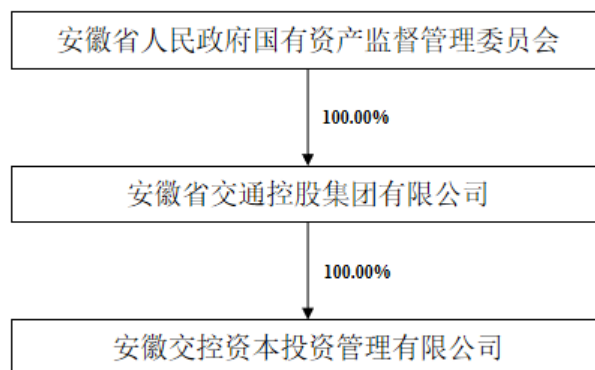 安徽省人民政府国有资产监督管理委员会
100.00%
安徽省交通控股集团有限公司
100.00%
安徽交控资本投资管理有限公司